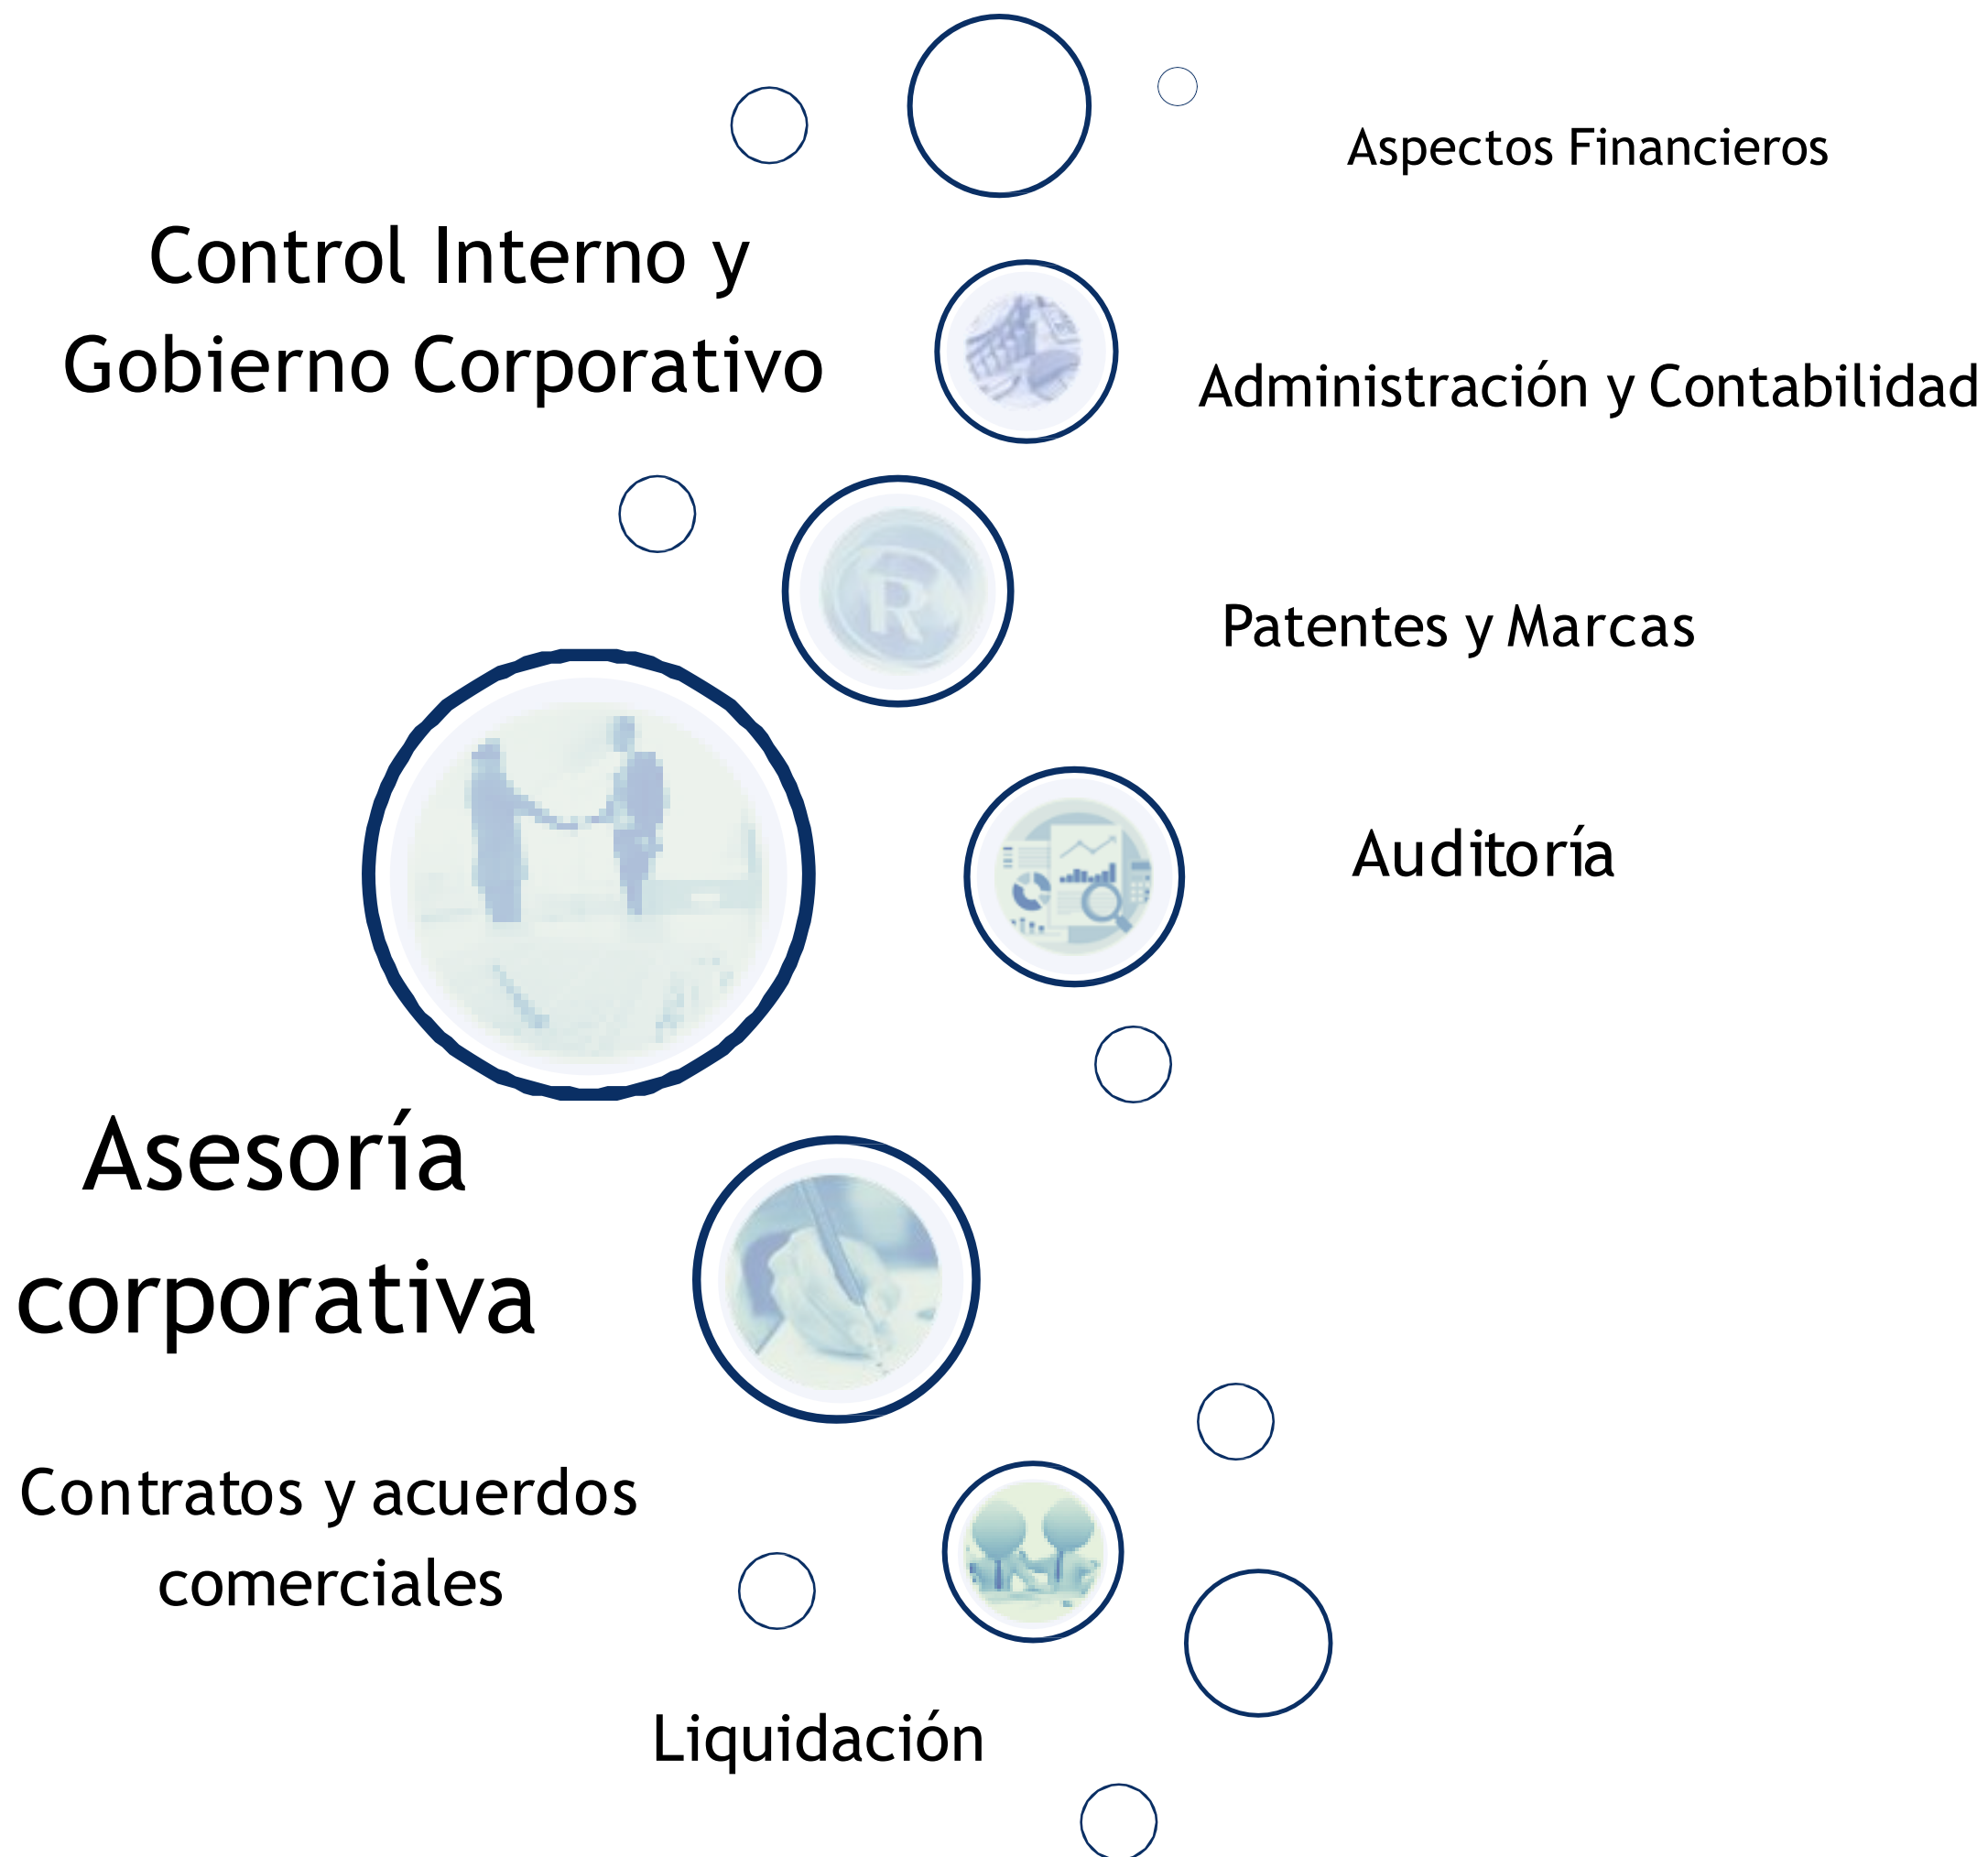 Aspectos Financieros
Control Interno y
Gobierno Corporativo
Administración y Contabilidad
R
Patentes y Marcas
Auditoría
Asesoría
corporativa
Contratos y acuerdos
comerciales
Liquidación